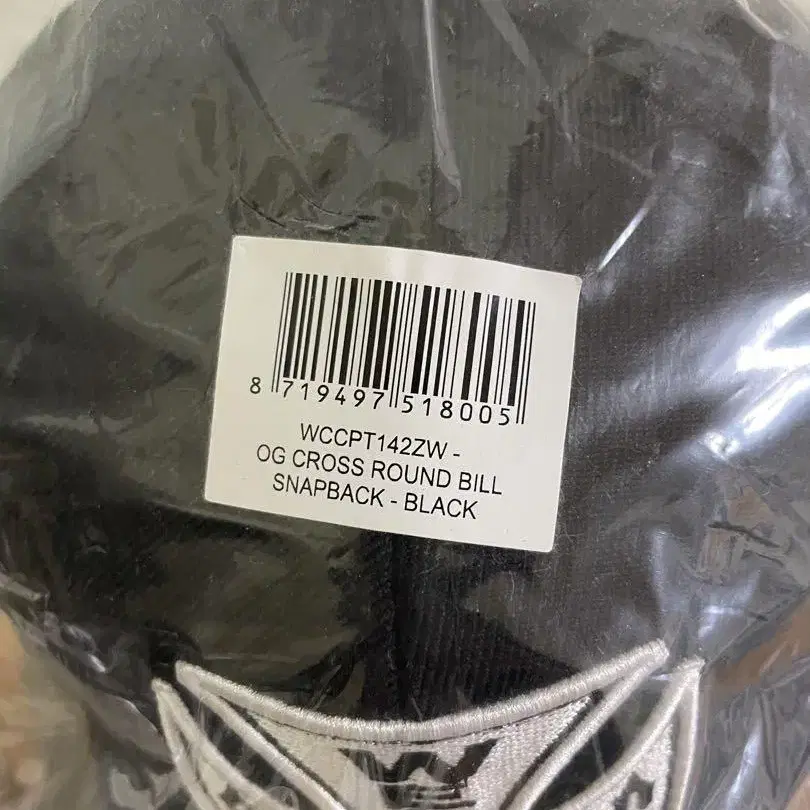 8 719497 518005
WCCPT142ZW -
OG CROSS ROUND BILL
SNAPBACK - BLACK